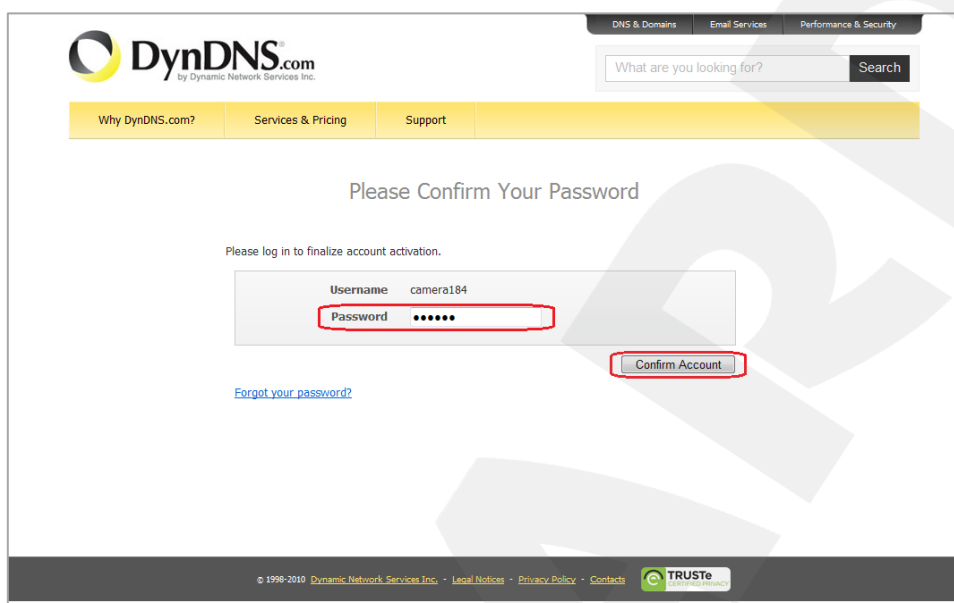 DNS & Domains Email Services Performance & Security
DynDNS.com
by Dynamic Network Services Inc.
What are you looking for? Search
Why DynDNS.com? Services & Pricing Support
Please Confirm Your Password
Please log in to finalize account activation.
Username camera184
Password ••••••
Confirm Account
Forgot your password?
© 1998-2010 Dynamic Network Services Inc. - Legal Notices - Privacy Policy - Contacts
TRUSTe
CERTIFIED PRIVACY